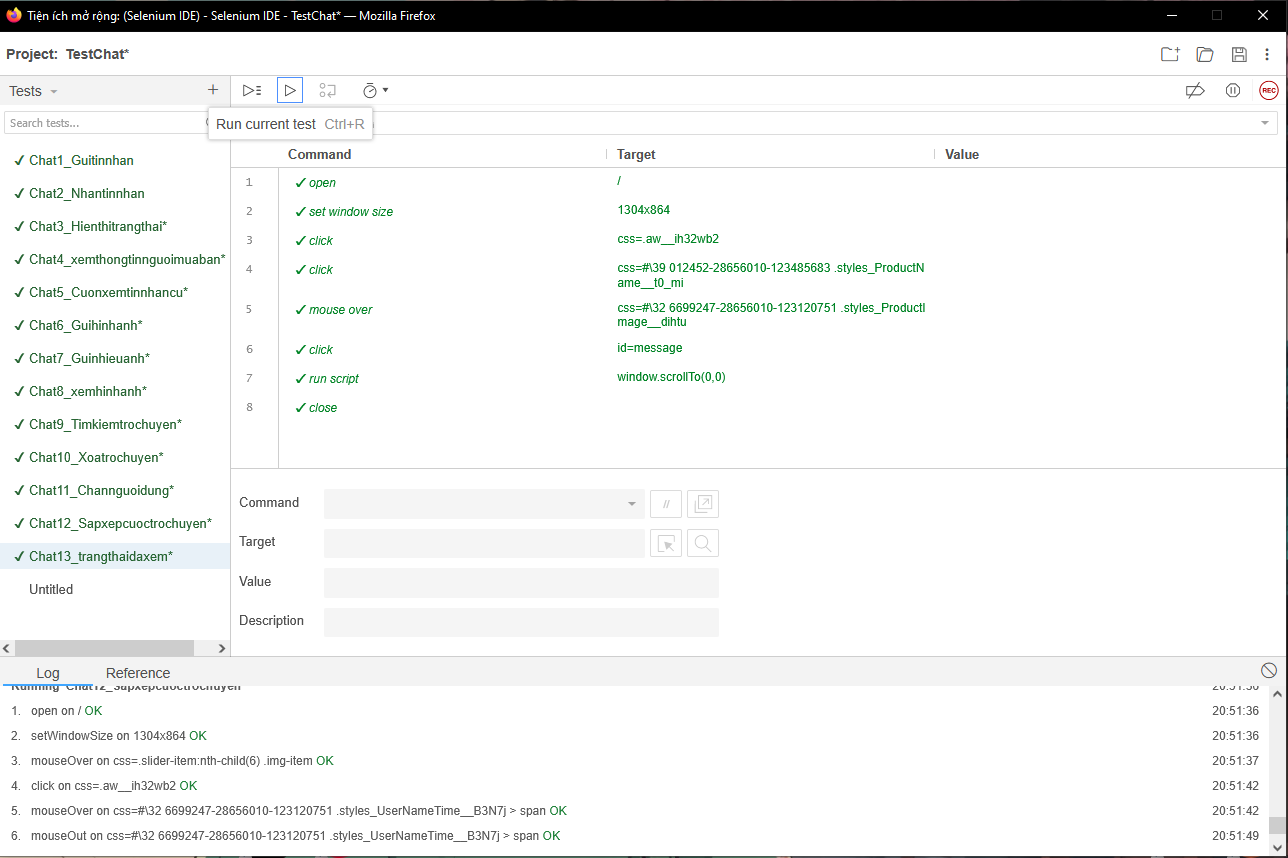 Tiện ích mở rộng: (Selenium IDE) - Selenium IDE - TestChat* — Mozilla Firefox
Project: TestChat*
Tests
Search tests...
Run current test Ctrl+R
REC
Command Target Value
✓ Chat1_Guitinnhan
✓ Chat2_Nhantinnhan
✓ Chat3_Hienthitrangthai*
✓ Chat4_xemthongtinnguoimuaban*
✓ Chat5_Cuonxemtinnhancu*
✓ Chat6_Guihinhanh*
✓ Chat7_Guinhieuanh*
✓ Chat8_xemhinhanh*
✓ Chat9_Timkiemtrochuyen*
✓ Chat10_Xoatrochuyen*
✓ Chat11_Channguoidung*
✓ Chat12_Sapxepcuoctrochuyen*
✓ Chat13_trangthaidaxem*
Untitled
1 ✓ open /
2 ✓ set window size 1304x864
3 ✓ click css=.aw__ih32wb2
4 ✓ click css=#\39 012452-28656010-123485683 .styles_ProductN
ame__t0_mi
5 ✓ mouse over css=#\32 6699247-28656010-123120751 .styles_ProductI
mage__dihtu
6 ✓ click id=message
7 ✓ run script window.scrollTo(0,0)
8 ✓ close
Command //
Target
Value
Description
Log Reference
Running 'Chat12_Sapxepcuoctrochuyen' 20:51:36
1. open on / OK 20:51:36
2. setWindowSize on 1304x864 OK 20:51:36
3. mouseOver on css=.slider-item:nth-child(6) .img-item OK 20:51:37
4. click on css=.aw__ih32wb2 OK 20:51:42
5. mouseOver on css=#\32 6699247-28656010-123120751 .styles_UserNameTime__B3N7j > span OK 20:51:42
6. mouseOut on css=#\32 6699247-28656010-123120751 .styles_UserNameTime__B3N7j > span OK 20:51:49